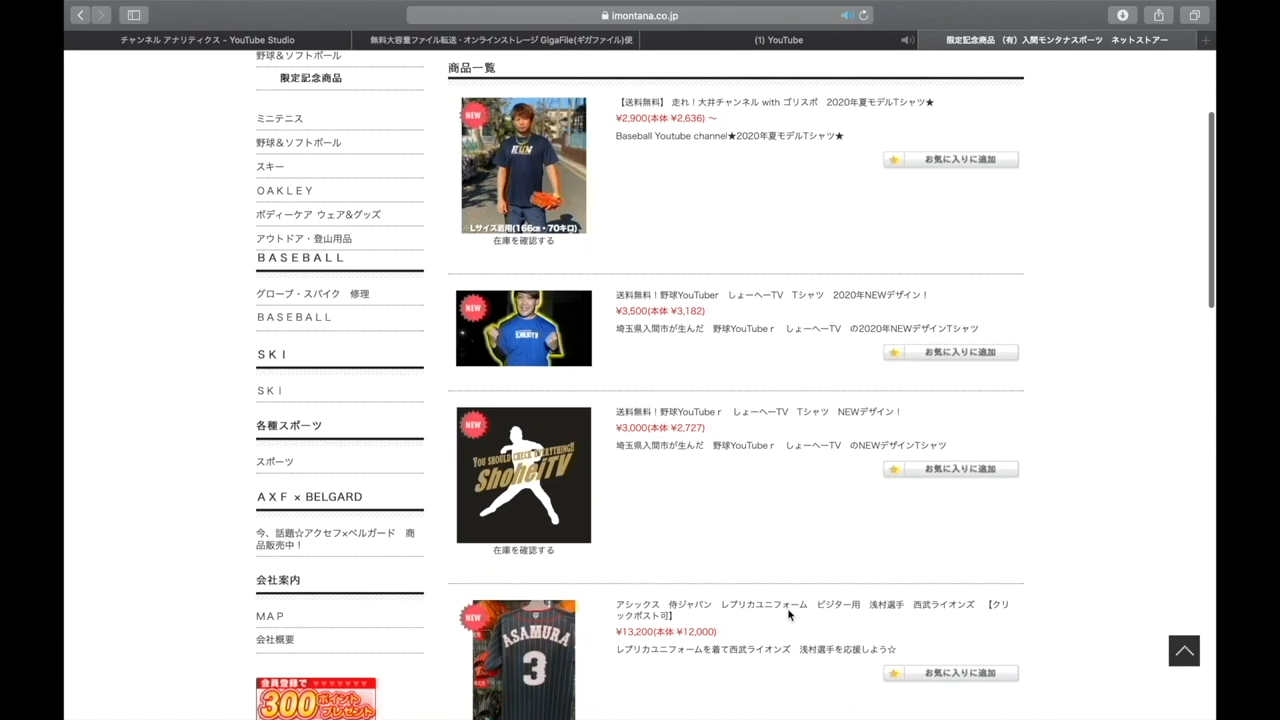 imontana.co.jp
チャンネル アナリティクス - YouTube Studio
無料大容量ファイル転送・オンラインストレージ GigaFile(ギガファイル)便
(1) YouTube
限定記念商品 （有）入間モンタナスポーツ　ネットストアー
野球＆ソフトボール
限定記念商品
ミニテニス
野球＆ソフトボール
スキー
ＯＡＫＬＥＹ
ボディーケア ウェア&グッズ
アウトドア・登山用品
ＢＡＳＥＢＡＬＬ
グローブ・スパイク　修理
ＢＡＳＥＢＡＬＬ
ＳＫＩ
ＳＫＩ
各種スポーツ
スポーツ
ＡＸＦ × BELGARD
今、話題☆アクセフ×ベルガード　商
品販売中！
会社案内
ＭＡＰ
会社概要
会員登録で
300ポイント
プレゼント
商品一覧
NEW
RUN
Lサイズ着用(166㎝・70キロ)
在庫を確認する
【送料無料】 走れ！大井チャンネル with ゴリスポ　2020年夏モデルTシャツ★
¥2,900(本体 ¥2,636) ～
Baseball Youtube channel★2020年夏モデルTシャツ★
お気に入りに追加
NEW
SHOHEITV
送料無料！野球YouTuber　しょーへーTV　Tシャツ　2020年NEWデザイン！
¥3,500(本体 ¥3,182)
埼玉県入間市が生んだ　野球YouTubeｒ　しょーへーTV　の2020年NEWデザインTシャツ
お気に入りに追加
NEW
YOU SHOULD CHECK EVERYTHING!!
ShoheiTV
在庫を確認する
送料無料！野球YouTubeｒ　しょーへーTV　Tシャツ　NEWデザイン！
¥3,000(本体 ¥2,727)
埼玉県入間市が生んだ　野球YouTubeｒ　しょーへーTV　のNEWデザインTシャツ
お気に入りに追加
NEW
ASAMURA
3
アシックス　侍ジャパン　レプリカユニフォーム　ビジター用　浅村選手　西武ライオンズ　【クリ
ックポスト可】
¥13,200(本体 ¥12,000)
レプリカユニフォームを着て西武ライオンズ　浅村選手を応援しよう☆
お気に入りに追加